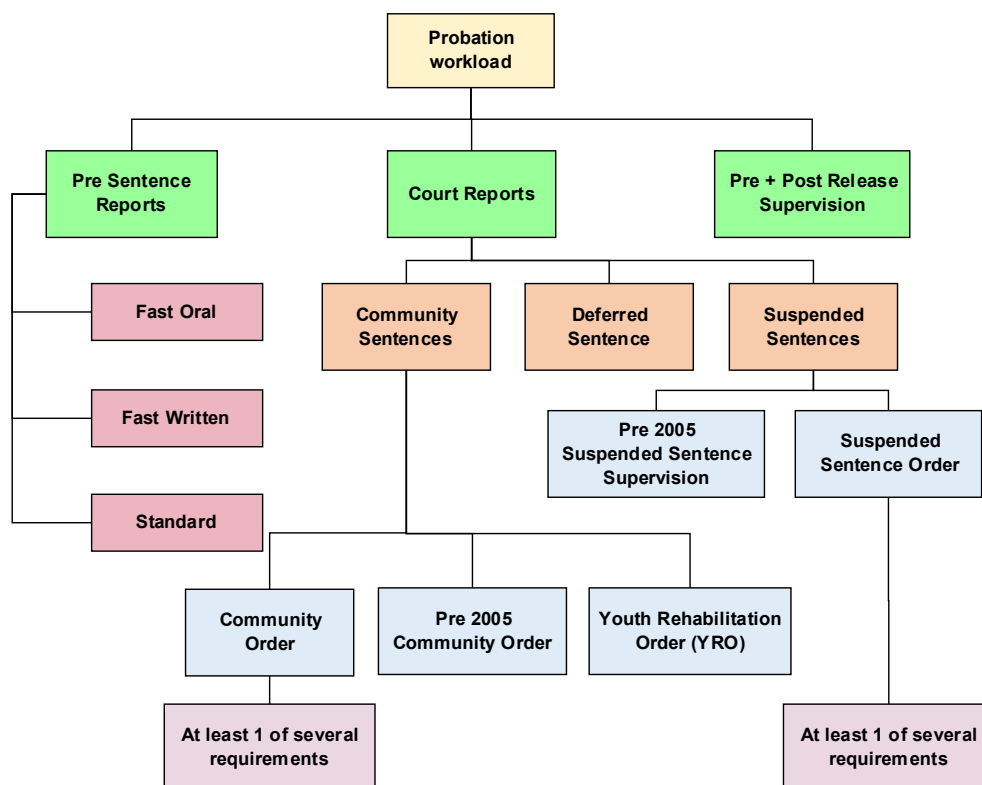 Probation
workload
Pre Sentence
Reports
Court Reports
Pre + Post Release
Supervision
Fast Oral
Community
Sentences
Deferred
Sentence
Suspended
Sentences
Fast Written
Pre 2005
Suspended Sentence
Supervision
Suspended
Sentence Order
Standard
Community
Order
Pre 2005
Community Order
Youth Rehabilitation
Order (YRO)
At least 1 of several
requirements
At least 1 of several
requirements